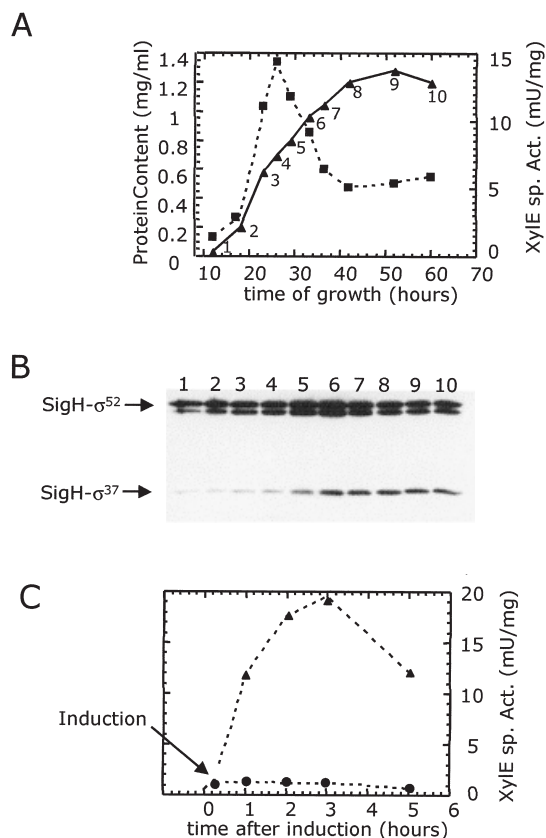 A
1.4
1.2
1
0.8
0.6
0.4
0.2
0
ProteinContent (mg/ml)
15
10
5
0
XylE sp. Act. (mU/mg)
1 2 3 4 5 6 7 8 9 10
10 20 30 40 50 60 70
time of growth (hours)
B
1 2 3 4 5 6 7 8 9 10
SigH-σ⁵²
SigH-σ³⁷
C
20
15
10
5
0
XylE sp. Act. (mU/mg)
Induction
0 1 2 3 4 5 6
time after induction (hours)